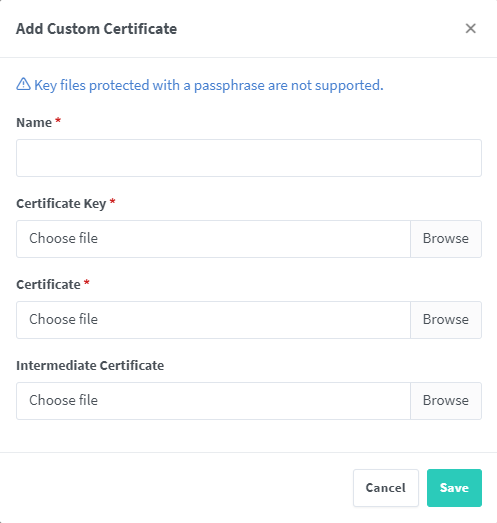 Add Custom Certificate
Key files protected with a passphrase are not supported.
Name *
Certificate Key *
Choose file Browse
Certificate *
Choose file Browse
Intermediate Certificate
Choose file Browse
Cancel Save